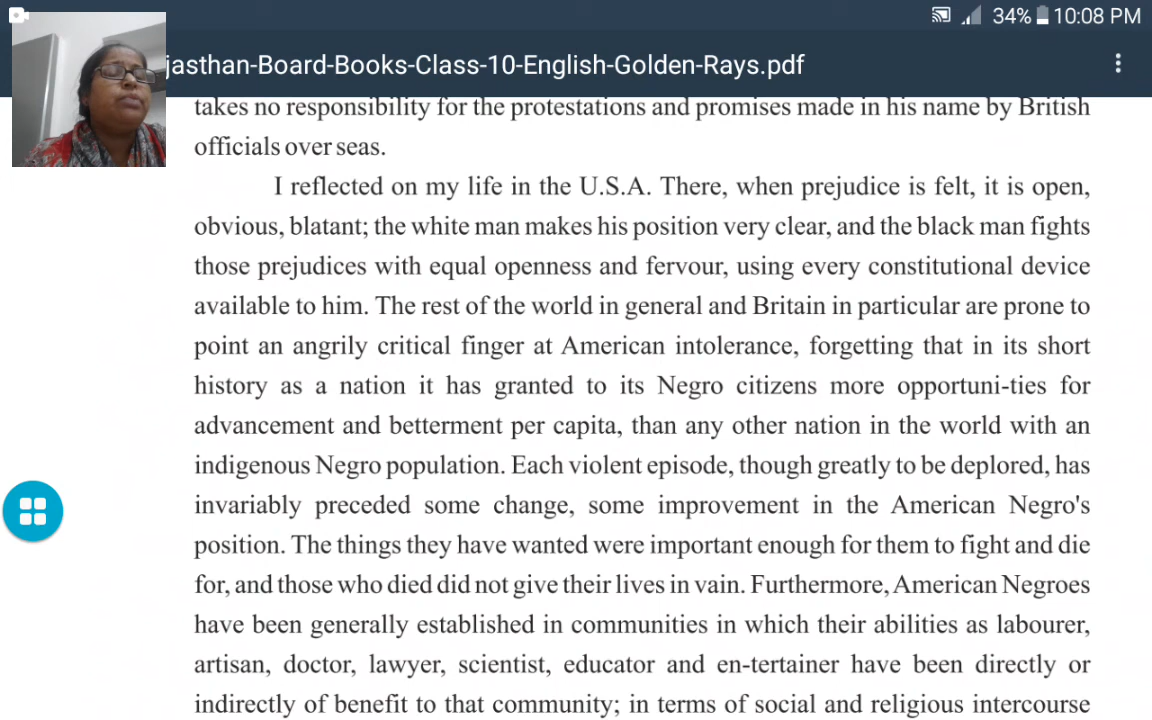 34% 10:08 PM
jasthan-Board-Books-Class-10-English-Golden-Rays.pdf
takes no responsibility for the protestations and promises made in his name by British
officials over seas.
I reflected on my life in the U.S.A. There, when prejudice is felt, it is open,
obvious, blatant; the white man makes his position very clear, and the black man fights
those prejudices with equal openness and fervour, using every constitutional device
available to him. The rest of the world in general and Britain in particular are prone to
point an angrily critical finger at American intolerance, forgetting that in its short
history as a nation it has granted to its Negro citizens more opportuni-ties for
advancement and betterment per capita, than any other nation in the world with an
indigenous Negro population. Each violent episode, though greatly to be deplored, has
invariably preceded some change, some improvement in the American Negro's
position. The things they have wanted were important enough for them to fight and die
for, and those who died did not give their lives in vain. Furthermore, American Negroes
have been generally established in communities in which their abilities as labourer,
artisan, doctor, lawyer, scientist, educator and en-tertainer have been directly or
indirectly of benefit to that community; in terms of social and religious intercourse